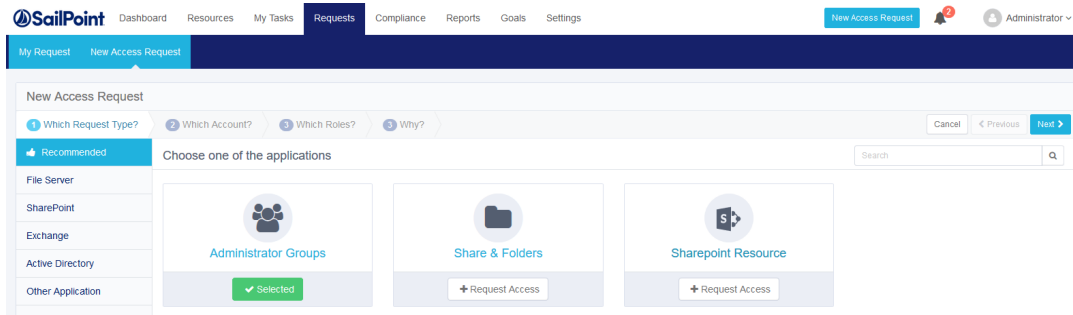 SailPoint Dashboard Resources My Tasks Requests Compliance Reports Goals Settings New Access Request 2 Administrator
My Request New Access Request
New Access Request
1 Which Request Type? 2 Which Account? 3 Which Roles? 3 Why? Cancel Previous Next
Recommended Choose one of the applications Search
File Server
SharePoint
Exchange
Active Directory
Other Application
Administrator Groups Share & Folders Sharepoint Resource
Selected + Request Access + Request Access